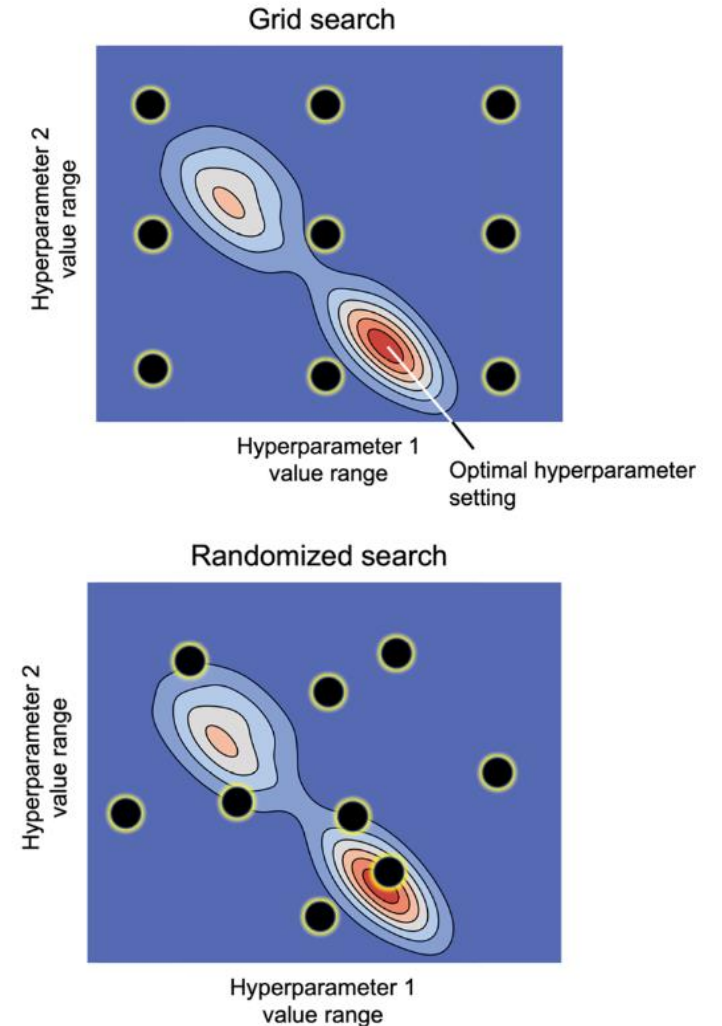 Grid search
Hyperparameter 2
value range
Hyperparameter 1
value range
Optimal hyperparameter
setting
Randomized search
Hyperparameter 2
value range
Hyperparameter 1
value range